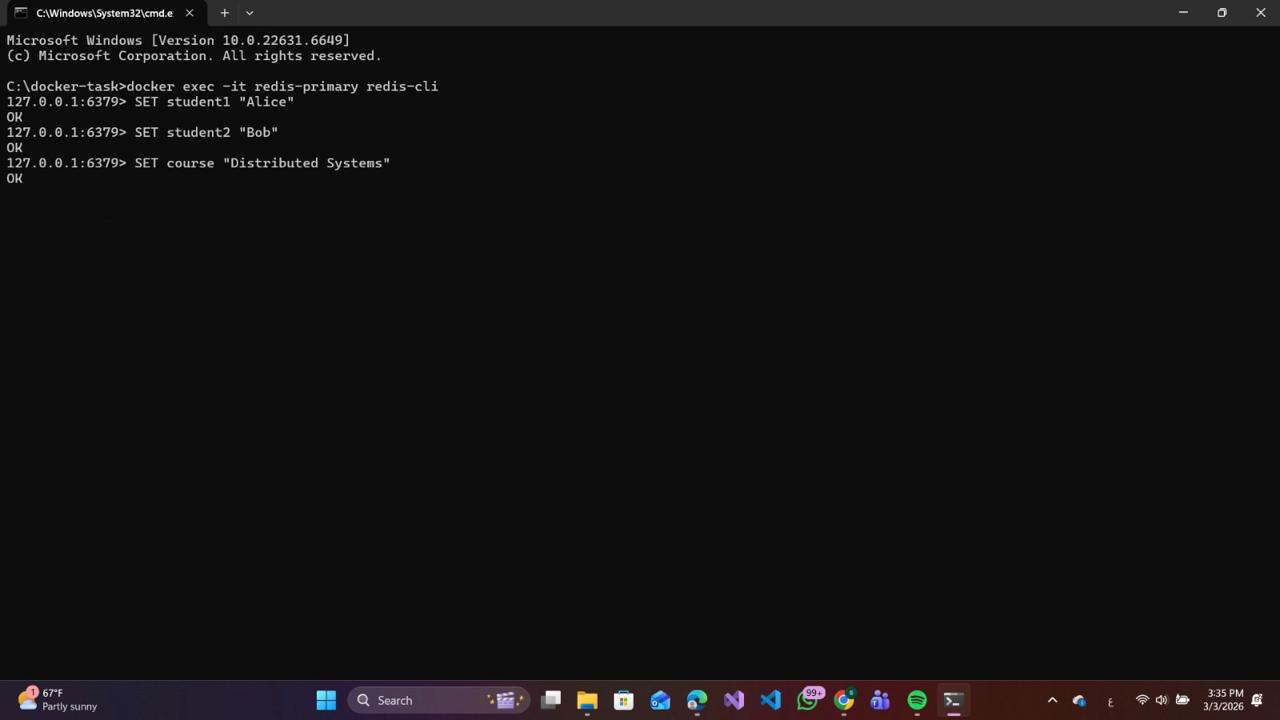 C:\Windows\System32\cmd.e
Microsoft Windows [Version 10.0.22631.6649]
(c) Microsoft Corporation. All rights reserved.
C:\docker-task>docker exec -it redis-primary redis-cli
127.0.0.1:6379> SET student1 "Alice"
OK
127.0.0.1:6379> SET student2 "Bob"
OK
127.0.0.1:6379> SET course "Distributed Systems"
OK
1
67°F
Partly sunny
Search
99+
ع
3:35 PM
3/3/2026